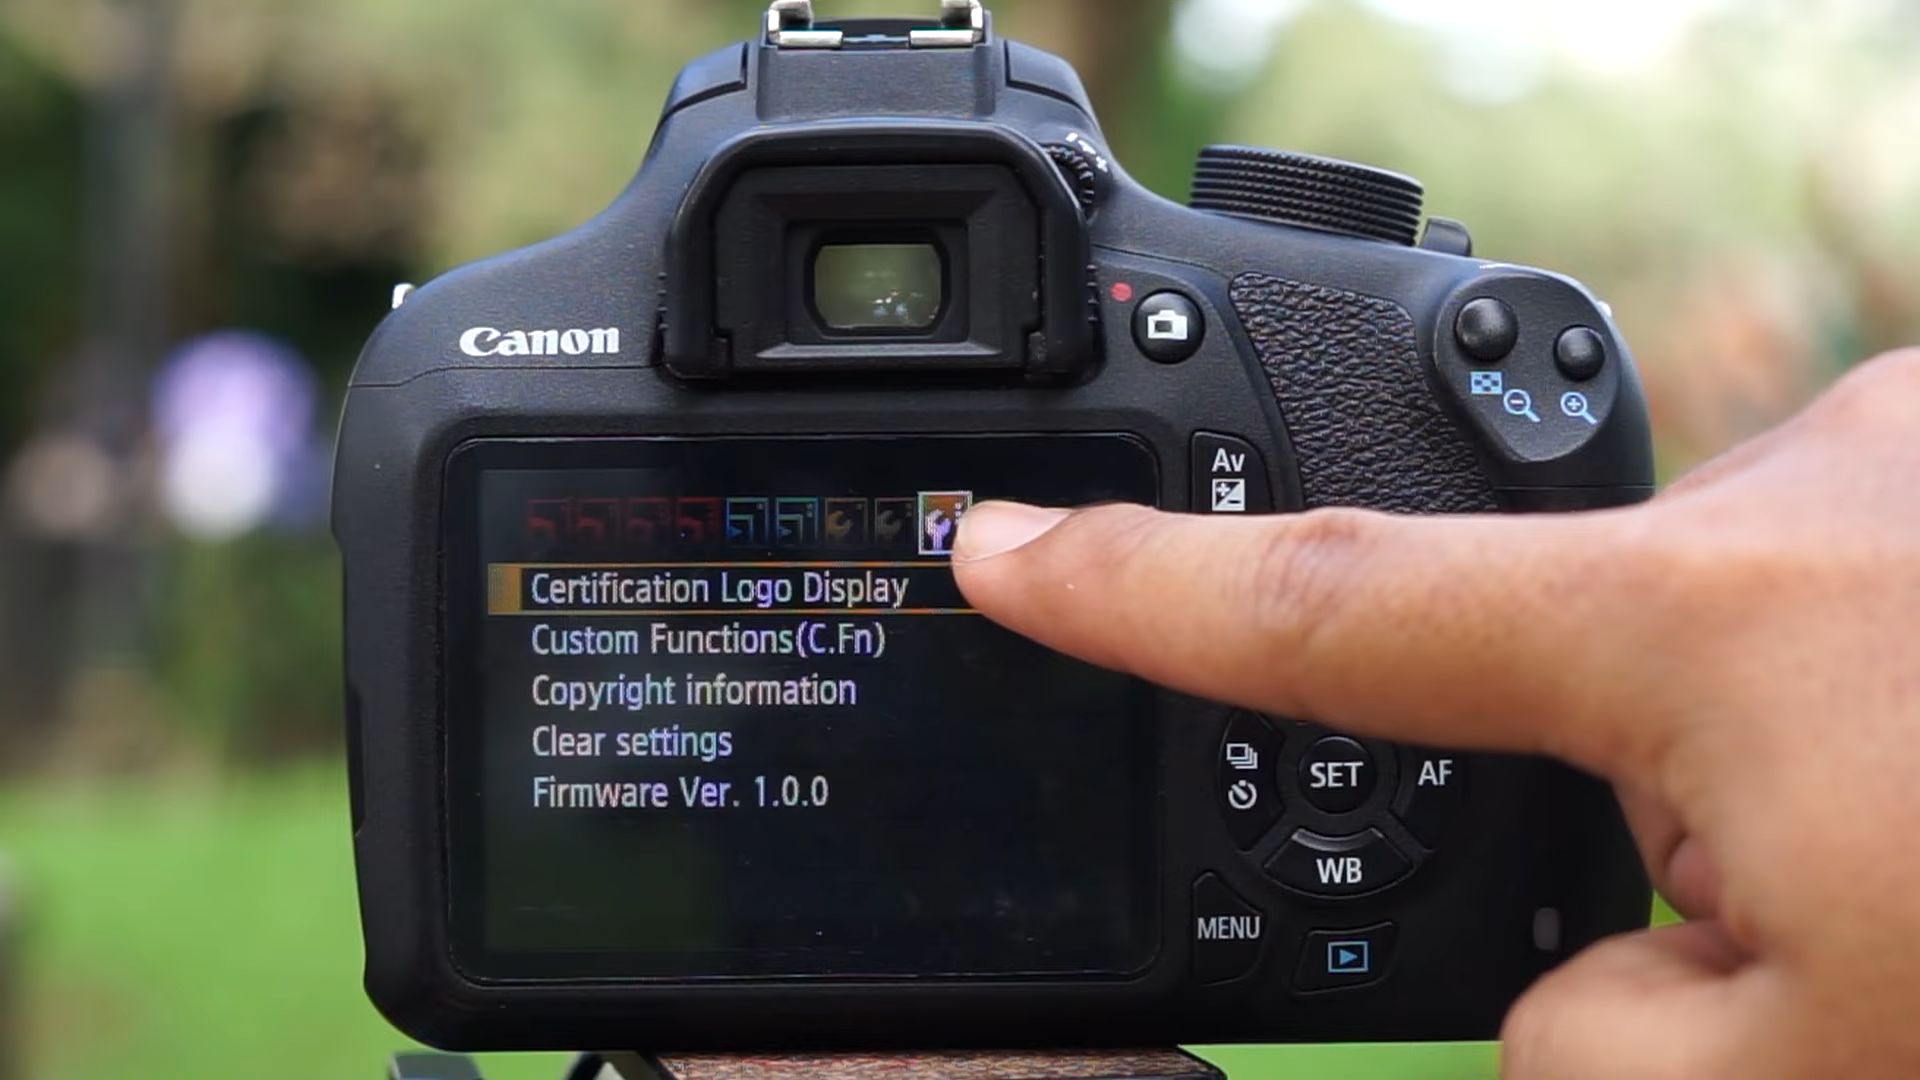 Canon
Av
Certification Logo Display
Custom Functions(C.Fn)
Copyright information
Clear settings
Firmware Ver. 1.0.0
SET
AF
WB
MENU